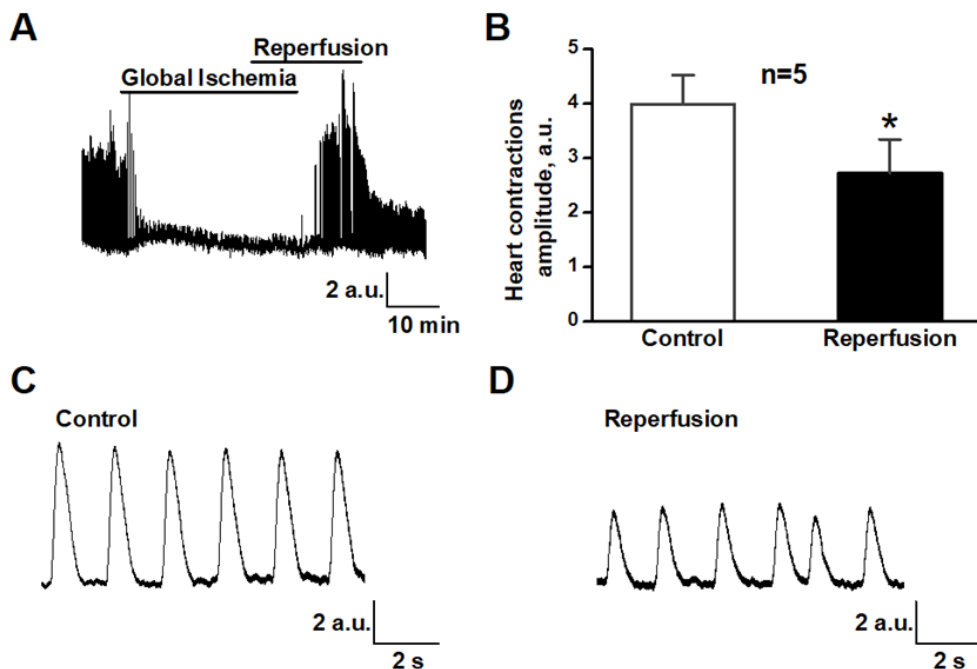 A
Reperfusion
Global Ischemia
2 a.u.
10 min
B
Heart contractions
amplitude, a.u.
5
4
3
2
1
0
n=5
*
Control
Reperfusion
C
Control
2 a.u.
2 s
D
Reperfusion
2 a.u.
2 s